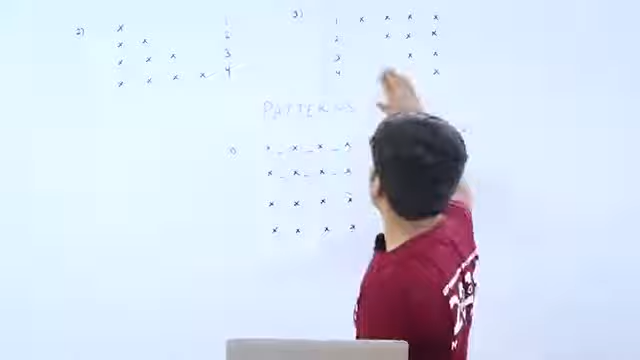 2) x 1
x x 2
x x x 3
x x x x 4
3) 1 x x x x
2 x x x
3 x x
4 x
PATTERNS
1) x _ x _ x _ x
x _ x _ x _ x
x x x x
x x x x